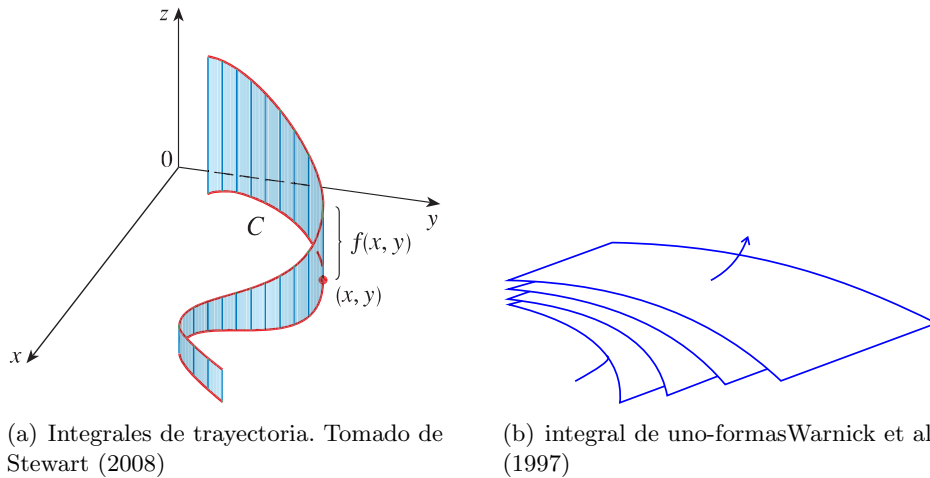 z
0
C
y
f(x, y)
(x, y)
x
(a) Integrales de trayectoria. Tomado de
Stewart (2008)
(b) integral de uno-formasWarnick et al
(1997)